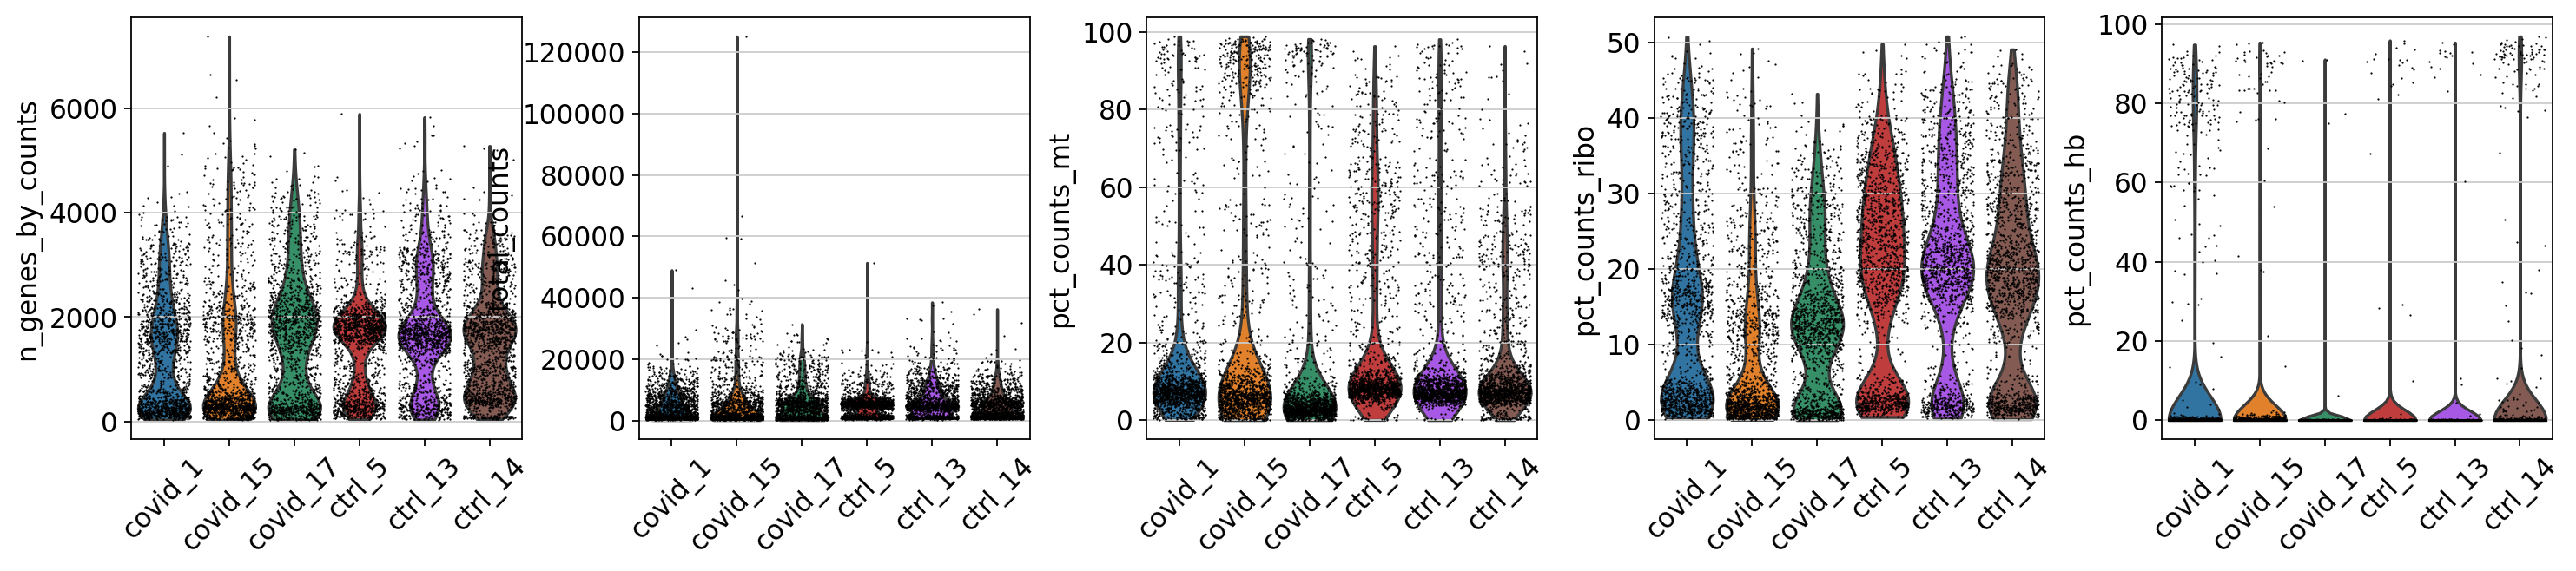 n_genes_by_counts
6000
4000
2000
0
covid_1
covid_15
covid_17
ctrl_5
ctrl_13
ctrl_14
total_counts
120000
100000
80000
60000
40000
20000
0
covid_1
covid_15
covid_17
ctrl_5
ctrl_13
ctrl_14
pct_counts_mt
100
80
60
40
20
0
covid_1
covid_15
covid_17
ctrl_5
ctrl_13
ctrl_14
pct_counts_ribo
50
40
30
20
10
0
covid_1
covid_15
covid_17
ctrl_5
ctrl_13
ctrl_14
pct_counts_hb
100
80
60
40
20
0
covid_1
covid_15
covid_17
ctrl_5
ctrl_13
ctrl_14